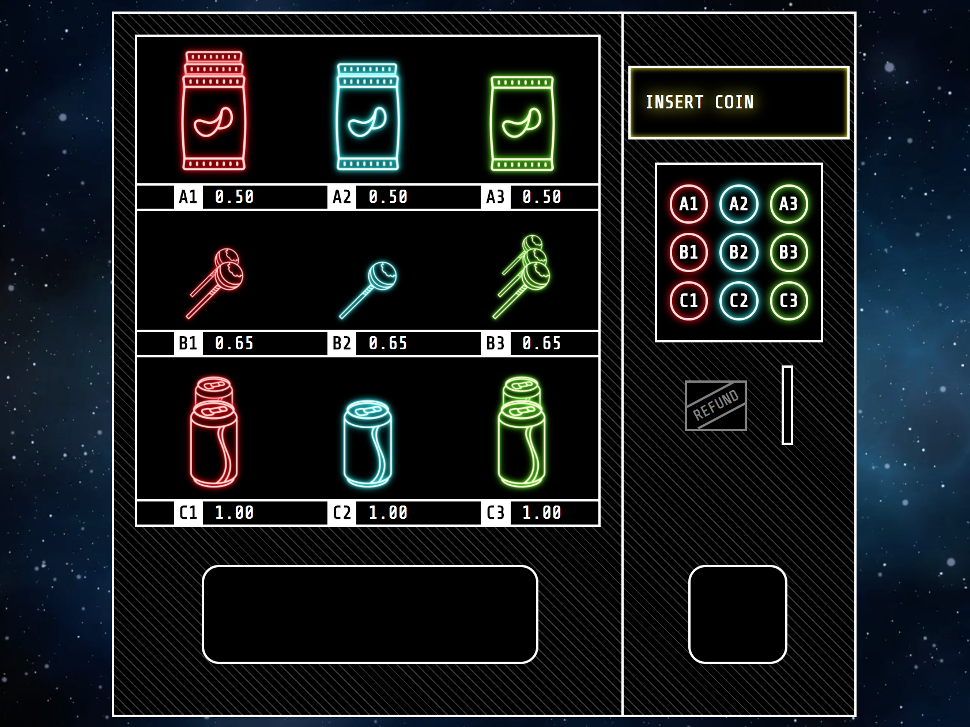 INSERT COIN
A1 0.50 A2 0.50 A3 0.50
B1 0.65 B2 0.65 B3 0.65
C1 1.00 C2 1.00 C3 1.00
A1 A2 A3
B1 B2 B3
C1 C2 C3
REFUND